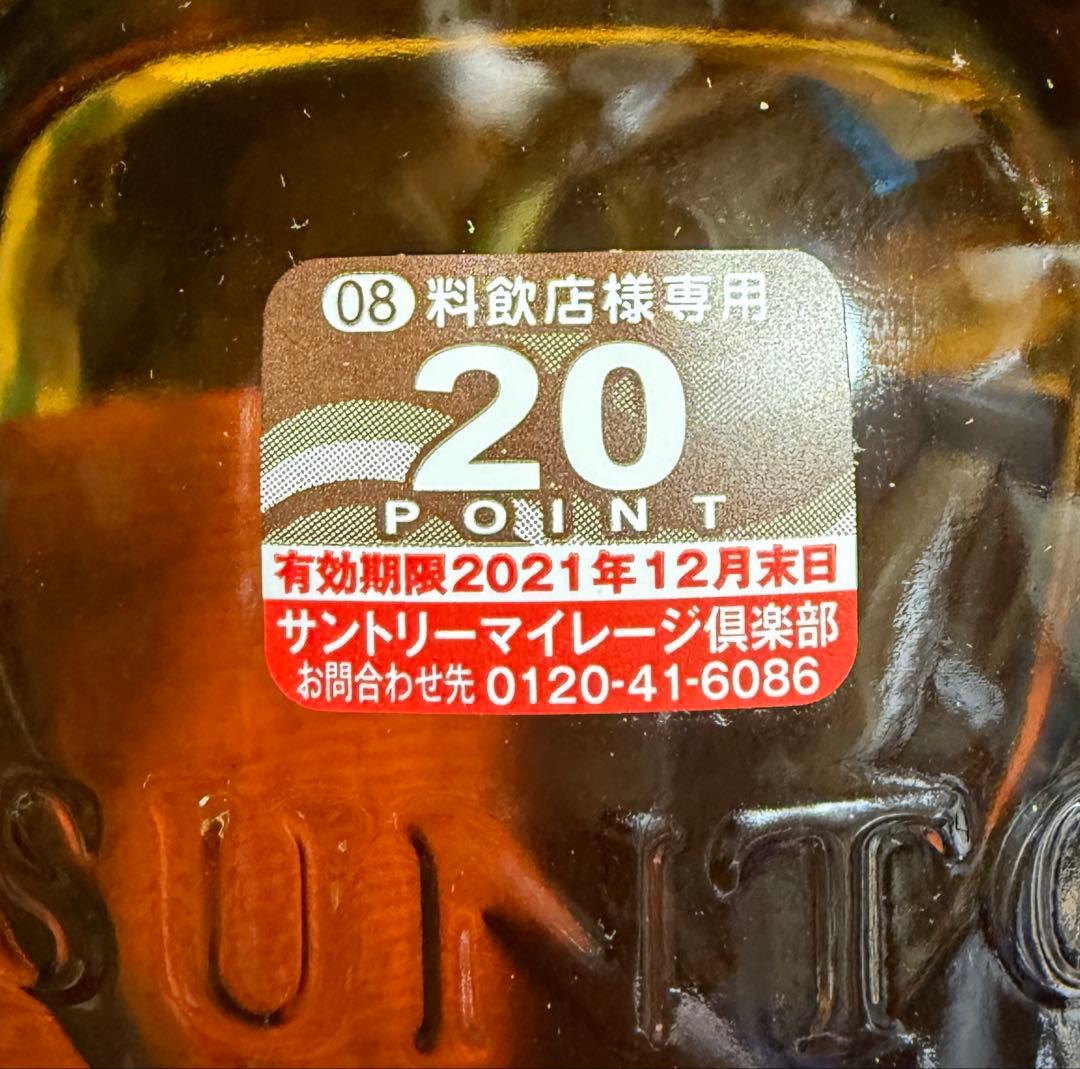 08 料飲店様専用
20
POINT
有効期限2021年12月末日
サントリーマイレージ倶楽部
お問合わせ先 0120-41-6086
SUNTO